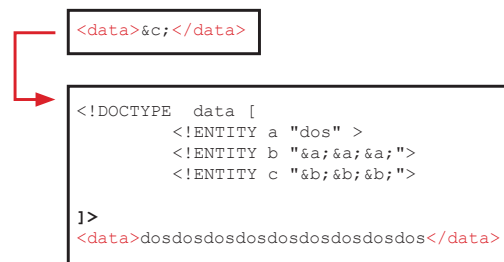 <data>&c;</data>
<!DOCTYPE  data [
<!ENTITY a "dos" >
<!ENTITY b "&a;&a;&a;">
<!ENTITY c "&b;&b;&b;">
]>
<data>dosdosdosdosdosdosdosdosdos</data>